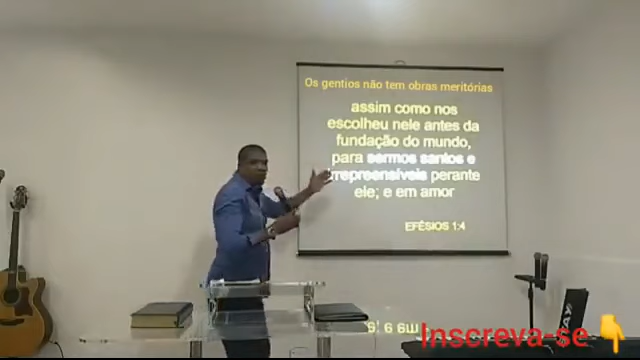 Os gentios não tem obras meritórias
assim como nos
escolheu nele antes da
fundação do mundo,
para sermos santos e
irrepreensíveis perante
ele; e em amor
EFÉSIOS 1:4
Inscreva-se👇